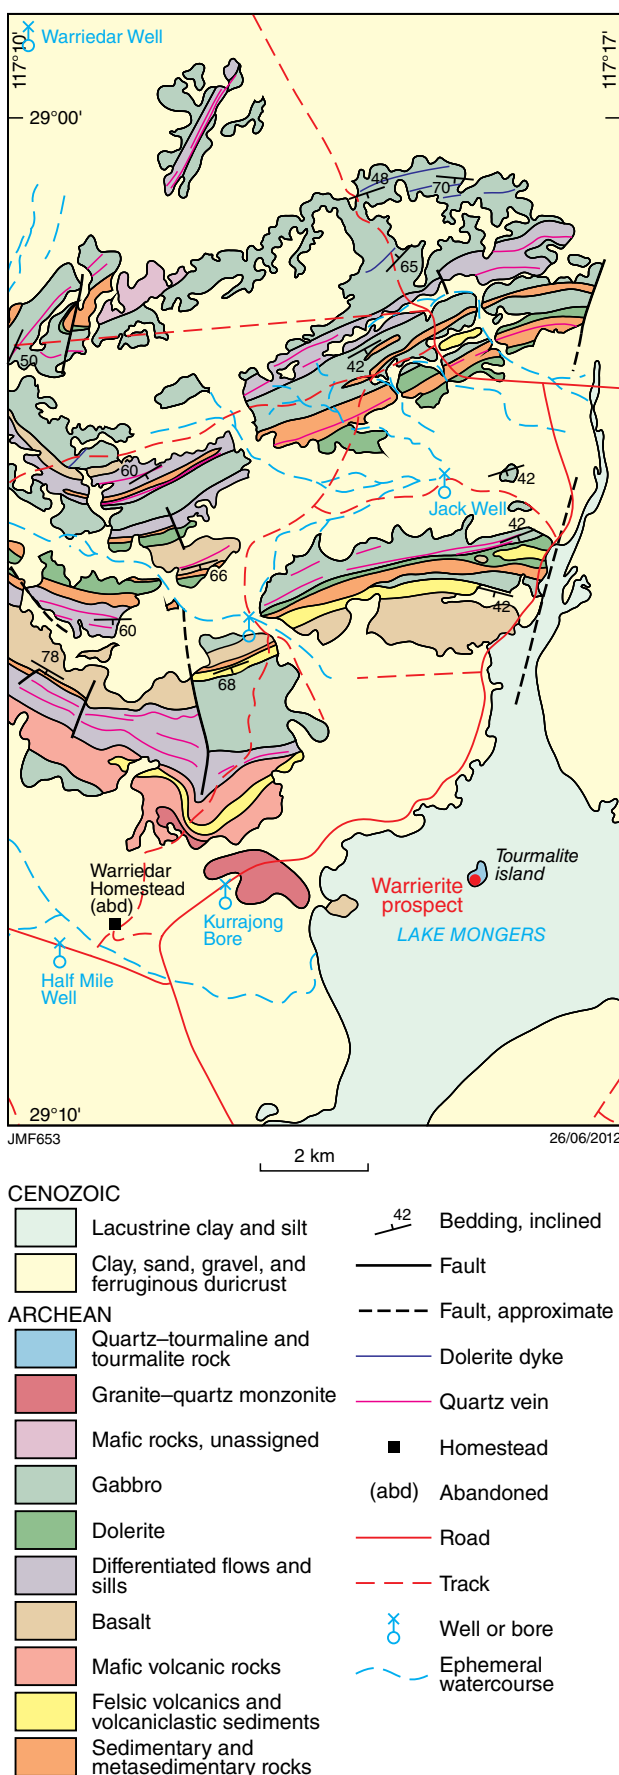 Warriedar Well
117°10'
117°17'
29°00'
48
70
65
50
42
60
42
Jack Well
42
66
42
60
78
68
Warriedar
Homestead
(abd)
Tourmalite
island
Warrierite
prospect
Kurrajong
Bore
LAKE MONGERS
Half Mile
Well
29°10'
JMF653
26/06/2012
2 km
CENOZOIC
Lacustrine clay and silt
Clay, sand, gravel, and
ferruginous duricrust
ARCHEAN
Quartz–tourmaline and
tourmalite rock
Granite–quartz monzonite
Mafic rocks, unassigned
Gabbro
Dolerite
Differentiated flows and
sills
Basalt
Mafic volcanic rocks
Felsic volcanics and
volcaniclastic sediments
Sedimentary and
metasedimentary rocks
42
Bedding, inclined
Fault
Fault, approximate
Dolerite dyke
Quartz vein
Homestead
(abd) Abandoned
Road
Track
Well or bore
Ephemeral
watercourse